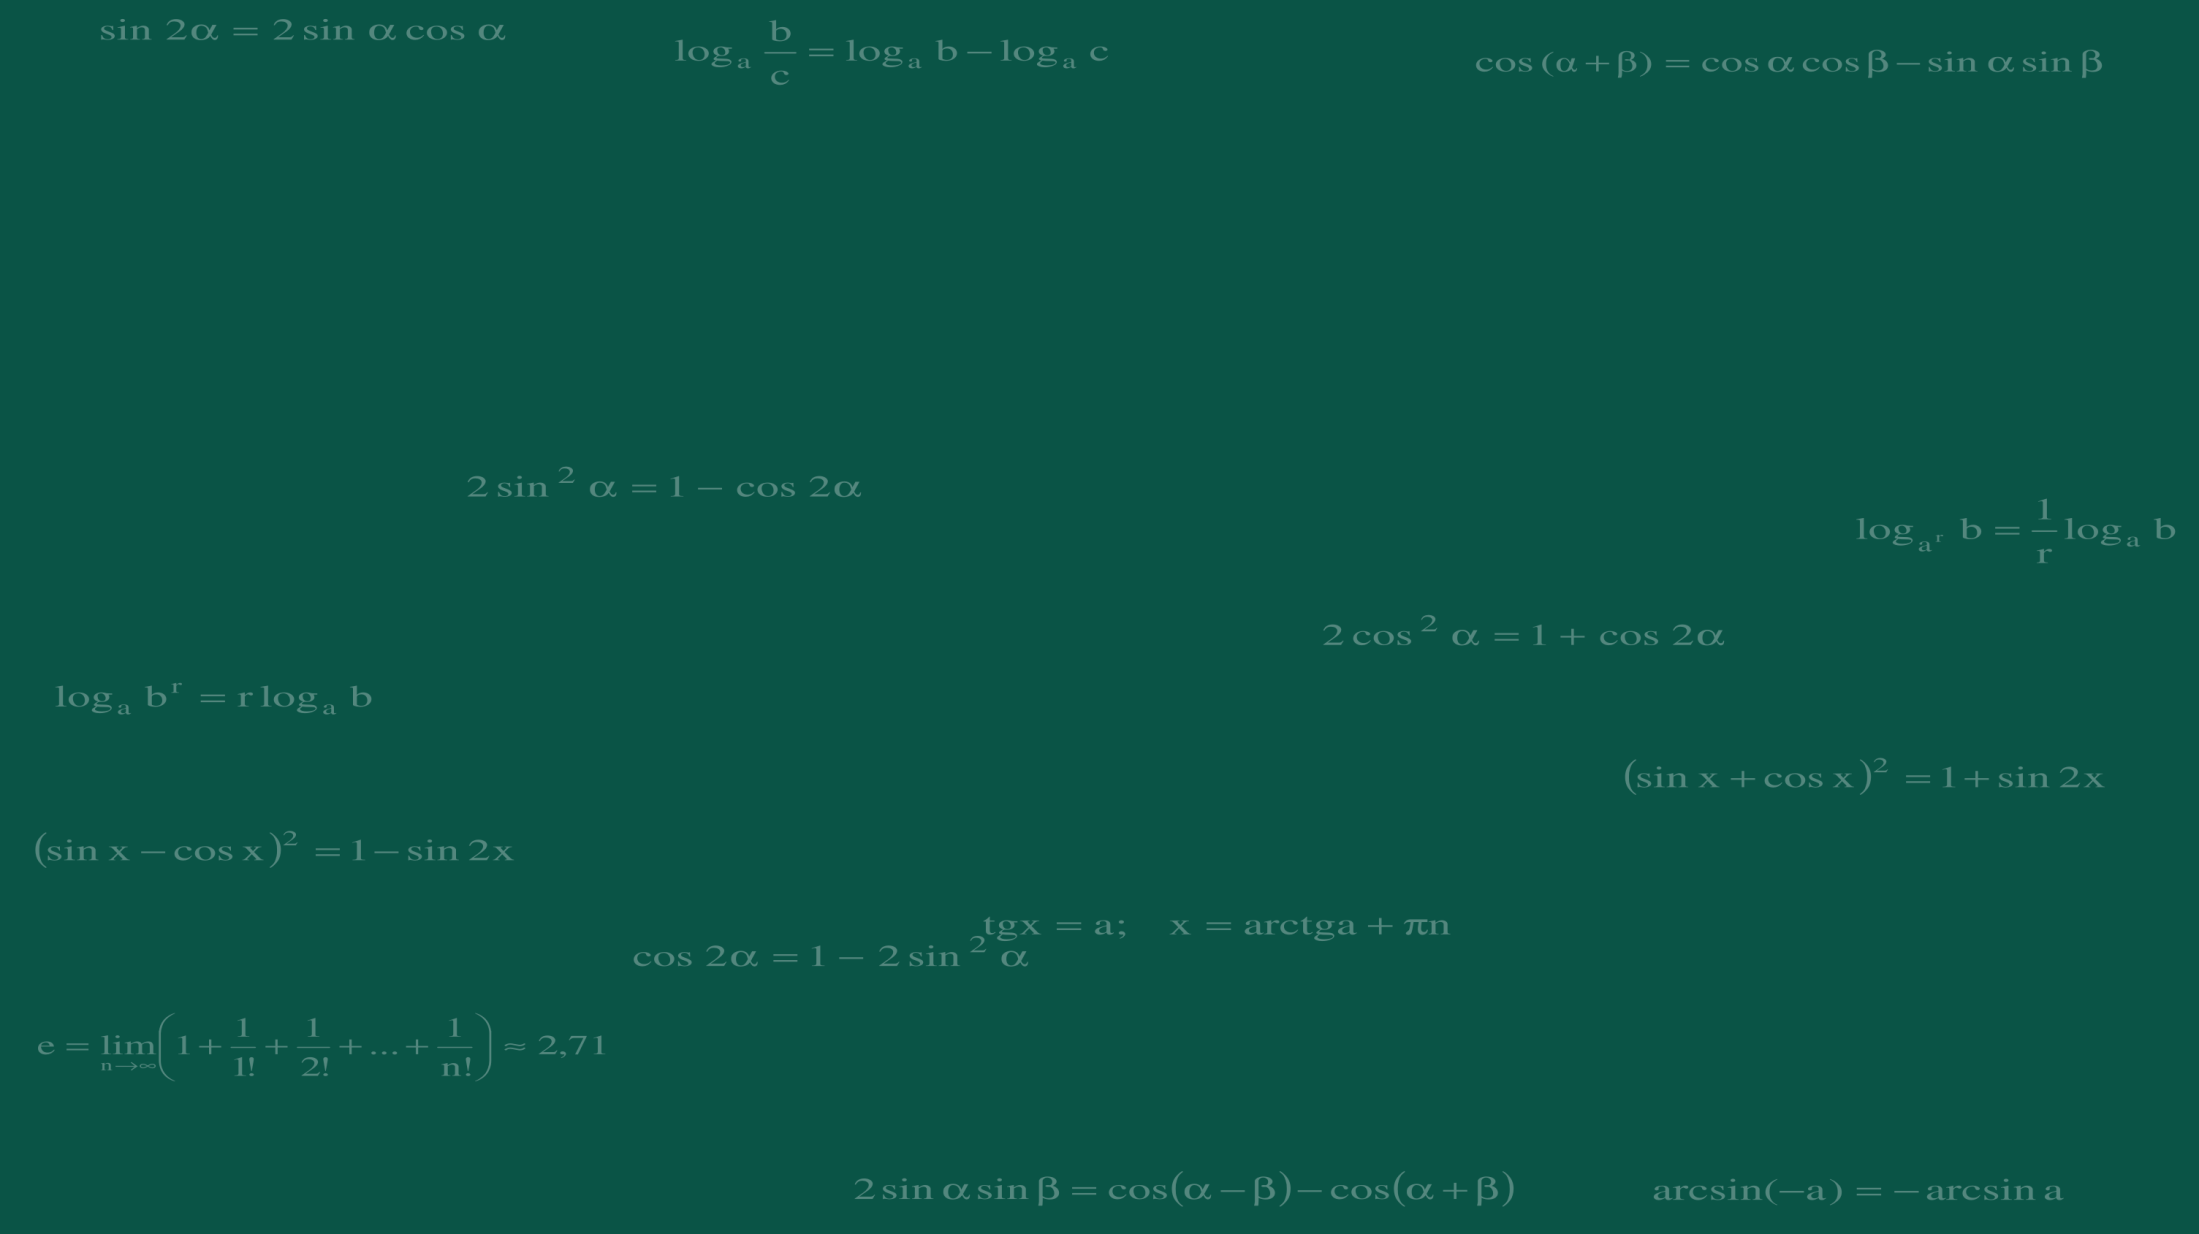 sin 2α = 2 sin α cos α
log_a b/c = log_a b − log_a c
cos (α + β) = cos α cos β − sin α sin β
2 sin² α = 1 − cos 2α
log_{a^r} b = 1/r log_a b
2 cos² α = 1 + cos 2α
log_a b^r = r log_a b
(sin x + cos x)² = 1 + sin 2x
(sin x − cos x)² = 1 − sin 2x
tgx = a; x = arctga + πn
cos 2α = 1 − 2 sin² α
e = lim_{n→∞} (1 + 1/1! + 1/2! + ... + 1/n!) ≈ 2,71
2 sin α sin β = cos(α − β) − cos(α + β)
arcsin(−a) = − arcsin a